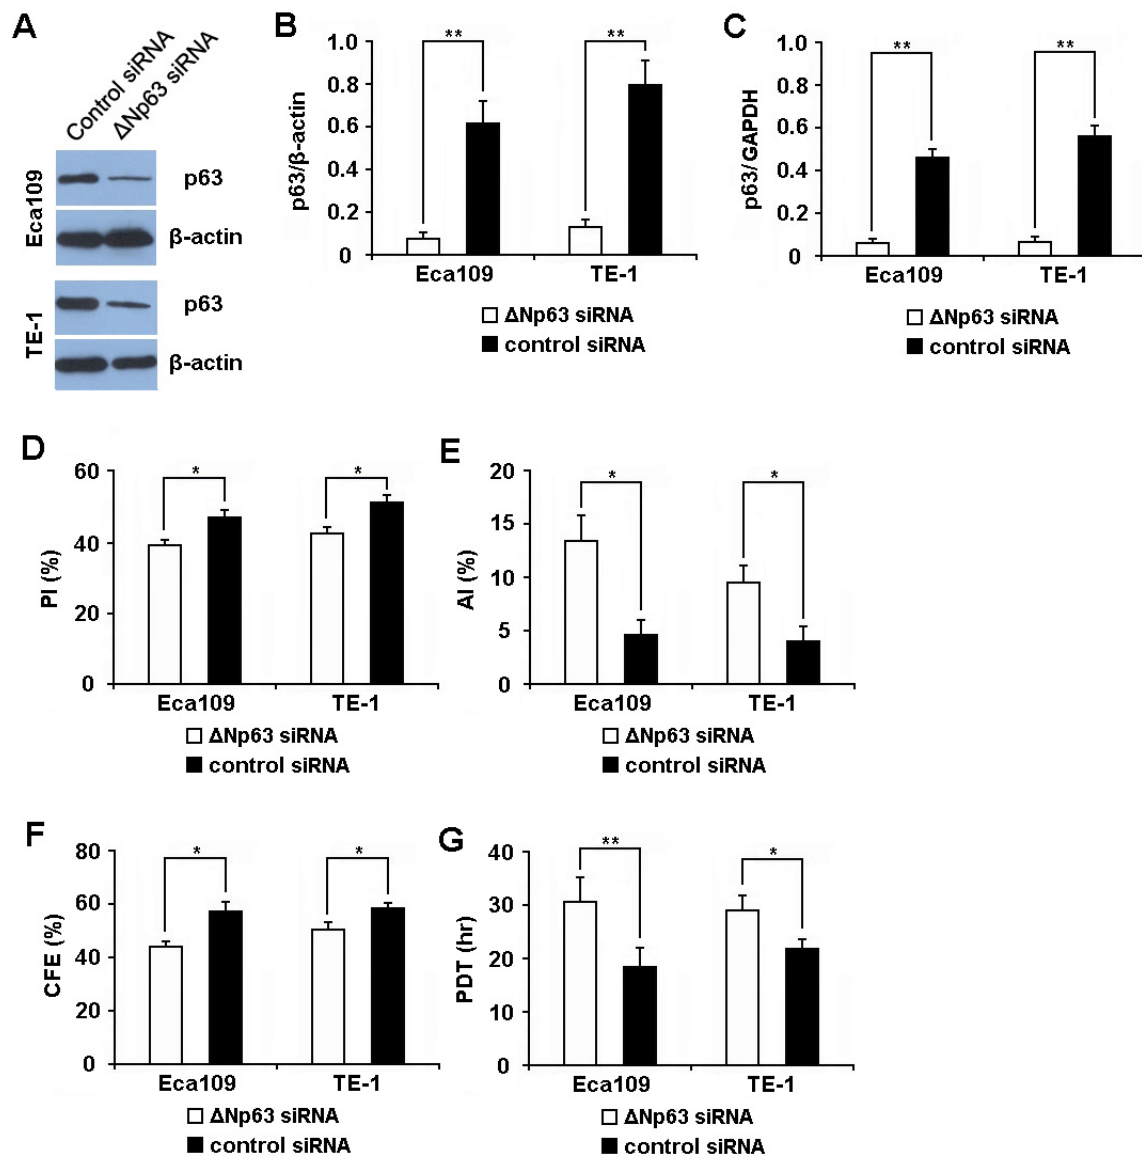 A
Control siRNA
ΔNp63 siRNA
Eca109
p63
β-actin
TE-1
p63
β-actin
B
p63/β-actin
1.0
0.8
0.6
0.4
0.2
0
**
**
Eca109
TE-1
ΔNp63 siRNA
control siRNA
C
p63/GAPDH
1.0
0.8
0.6
0.4
0.2
0
**
**
Eca109
TE-1
ΔNp63 siRNA
control siRNA
D
PI (%)
60
40
20
0
*
*
Eca109
TE-1
ΔNp63 siRNA
control siRNA
E
AI (%)
20
15
10
5
0
*
*
Eca109
TE-1
ΔNp63 siRNA
control siRNA
F
CFE (%)
80
60
40
20
0
*
*
Eca109
TE-1
ΔNp63 siRNA
control siRNA
G
PDT (hr)
40
30
20
10
0
**
*
Eca109
TE-1
ΔNp63 siRNA
control siRNA